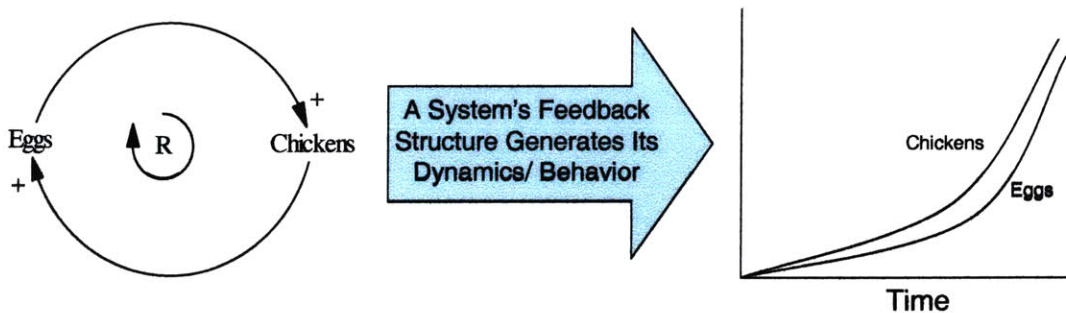 +
Eggs
R
Chickens
+
A System's Feedback
Structure Generates Its
Dynamics/ Behavior
Chickens
Eggs
Time